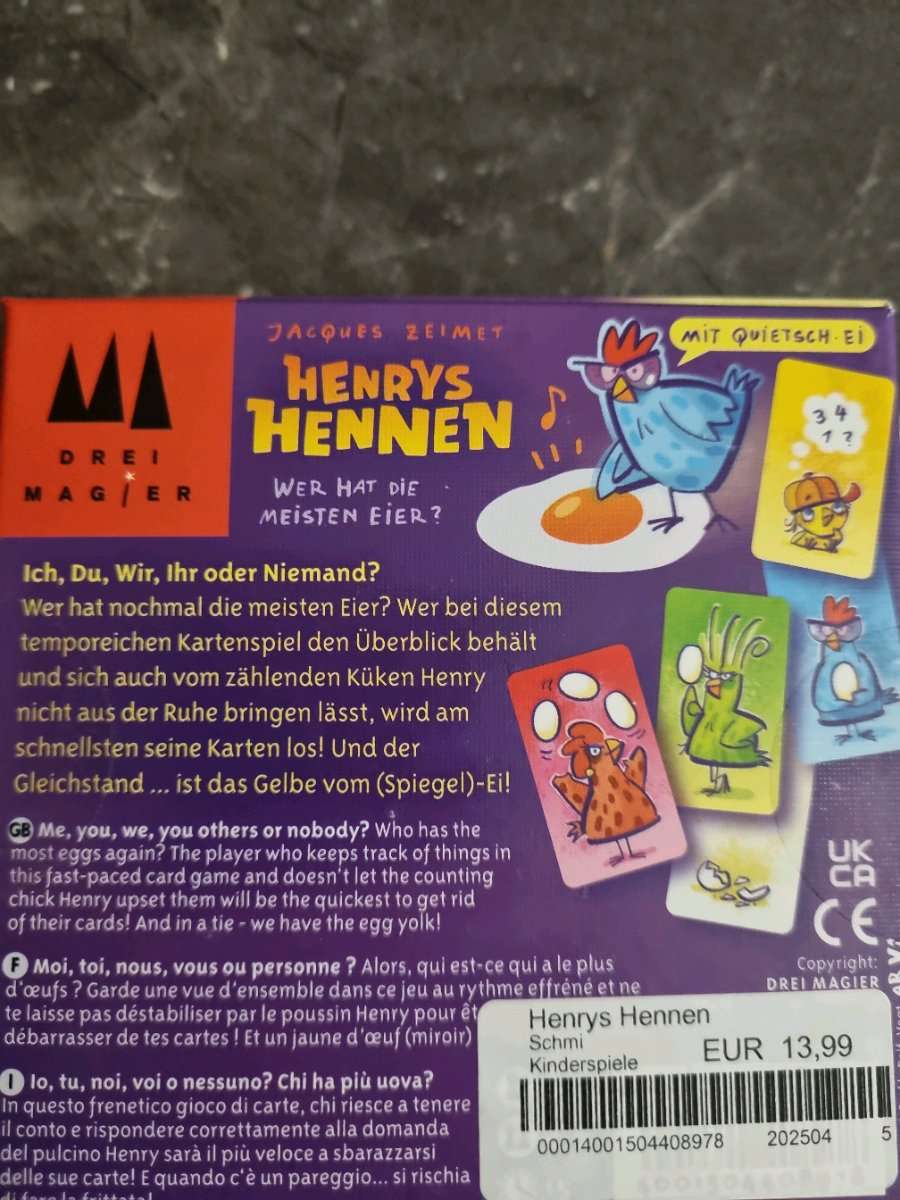 JACQUES ZEIMET
MIT QUIETSCH-EI
HENRYS
HENNEN
DREI
MAGIER
WER HAT DIE
MEISTEN EIER?
3 4
1 ?
Ich, Du, Wir, Ihr oder Niemand?
Wer hat nochmal die meisten Eier? Wer bei diesem
temporeichen Kartenspiel den Überblick behält
und sich auch vom zählenden Küken Henry
nicht aus der Ruhe bringen lässt, wird am
schnellsten seine Karten los! Und der
Gleichstand ... ist das Gelbe vom (Spiegel)-Ei!
GB Me, you, we, you others or nobody? Who has the
most eggs again? The player who keeps track of things in
this fast-paced card game and doesn't let the counting
chick Henry upset them will be the quickest to get rid
of their cards! And in a tie - we have the egg yolk!
UK
CA
CE
Copyright:
DREI MAGIER
F Moi, toi, nous, vous ou personne ? Alors, qui est-ce qui a le plus
d'œufs ? Garde une vue d'ensemble dans ce jeu au rythme effréné et ne
te laisse pas déstabiliser par le poussin Henry pour
débarrasser de tes cartes ! Et un jaune d'œuf (miroir)
I Io, tu, noi, voi o nessuno? Chi ha più uova?
In questo frenetico gioco di carte, chi riesce a tenere
il conto e rispondere correttamente alla domanda
del pulcino Henry sarà il più veloce a sbarazzarsi
delle sue carte! E quando c'è un pareggio... si rischia
di fare la frittata!
Henrys Hennen
Schmi
Kinderspiele
EUR 13,99
00014001504408978 202504 5